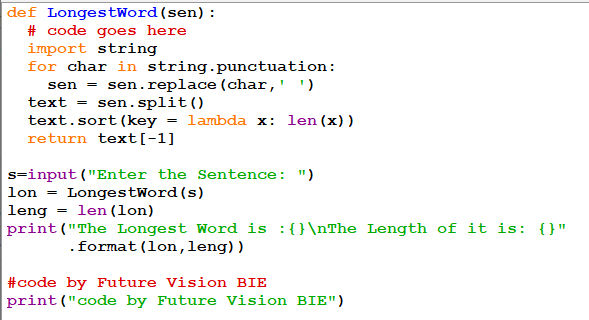 def LongestWord(sen):
  # code goes here
  import string
  for char in string.punctuation:
    sen = sen.replace(char,' ')
  text = sen.split()
  text.sort(key = lambda x: len(x))
  return text[-1]

s=input("Enter the Sentence: ")
lon = LongestWord(s)
leng = len(lon)
print("The Longest Word is :{}\nThe Length of it is: {}"
      .format(lon,leng))

#code by Future Vision BIE
print("code by Future Vision BIE")